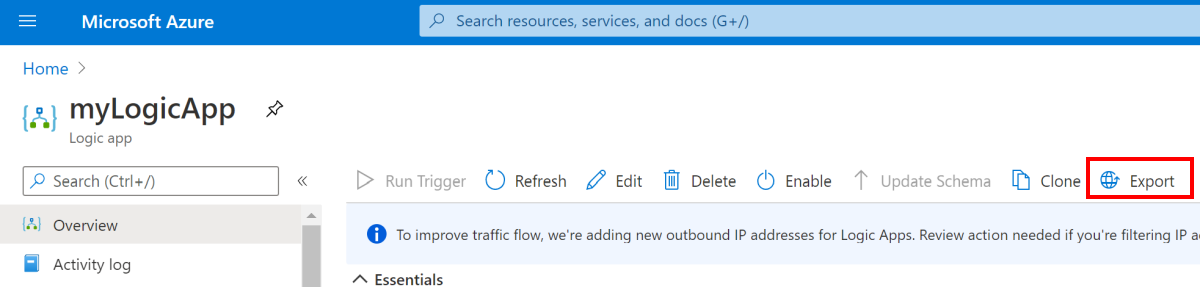 Microsoft Azure
Search resources, services, and docs (G+/)
Home
myLogicApp
Logic app
Search (Ctrl+/)
Run Trigger Refresh Edit Delete Enable Update Schema Clone Export
Overview
To improve traffic flow, we're adding new outbound IP addresses for Logic Apps. Review action needed if you're filtering IP
Activity log
Essentials